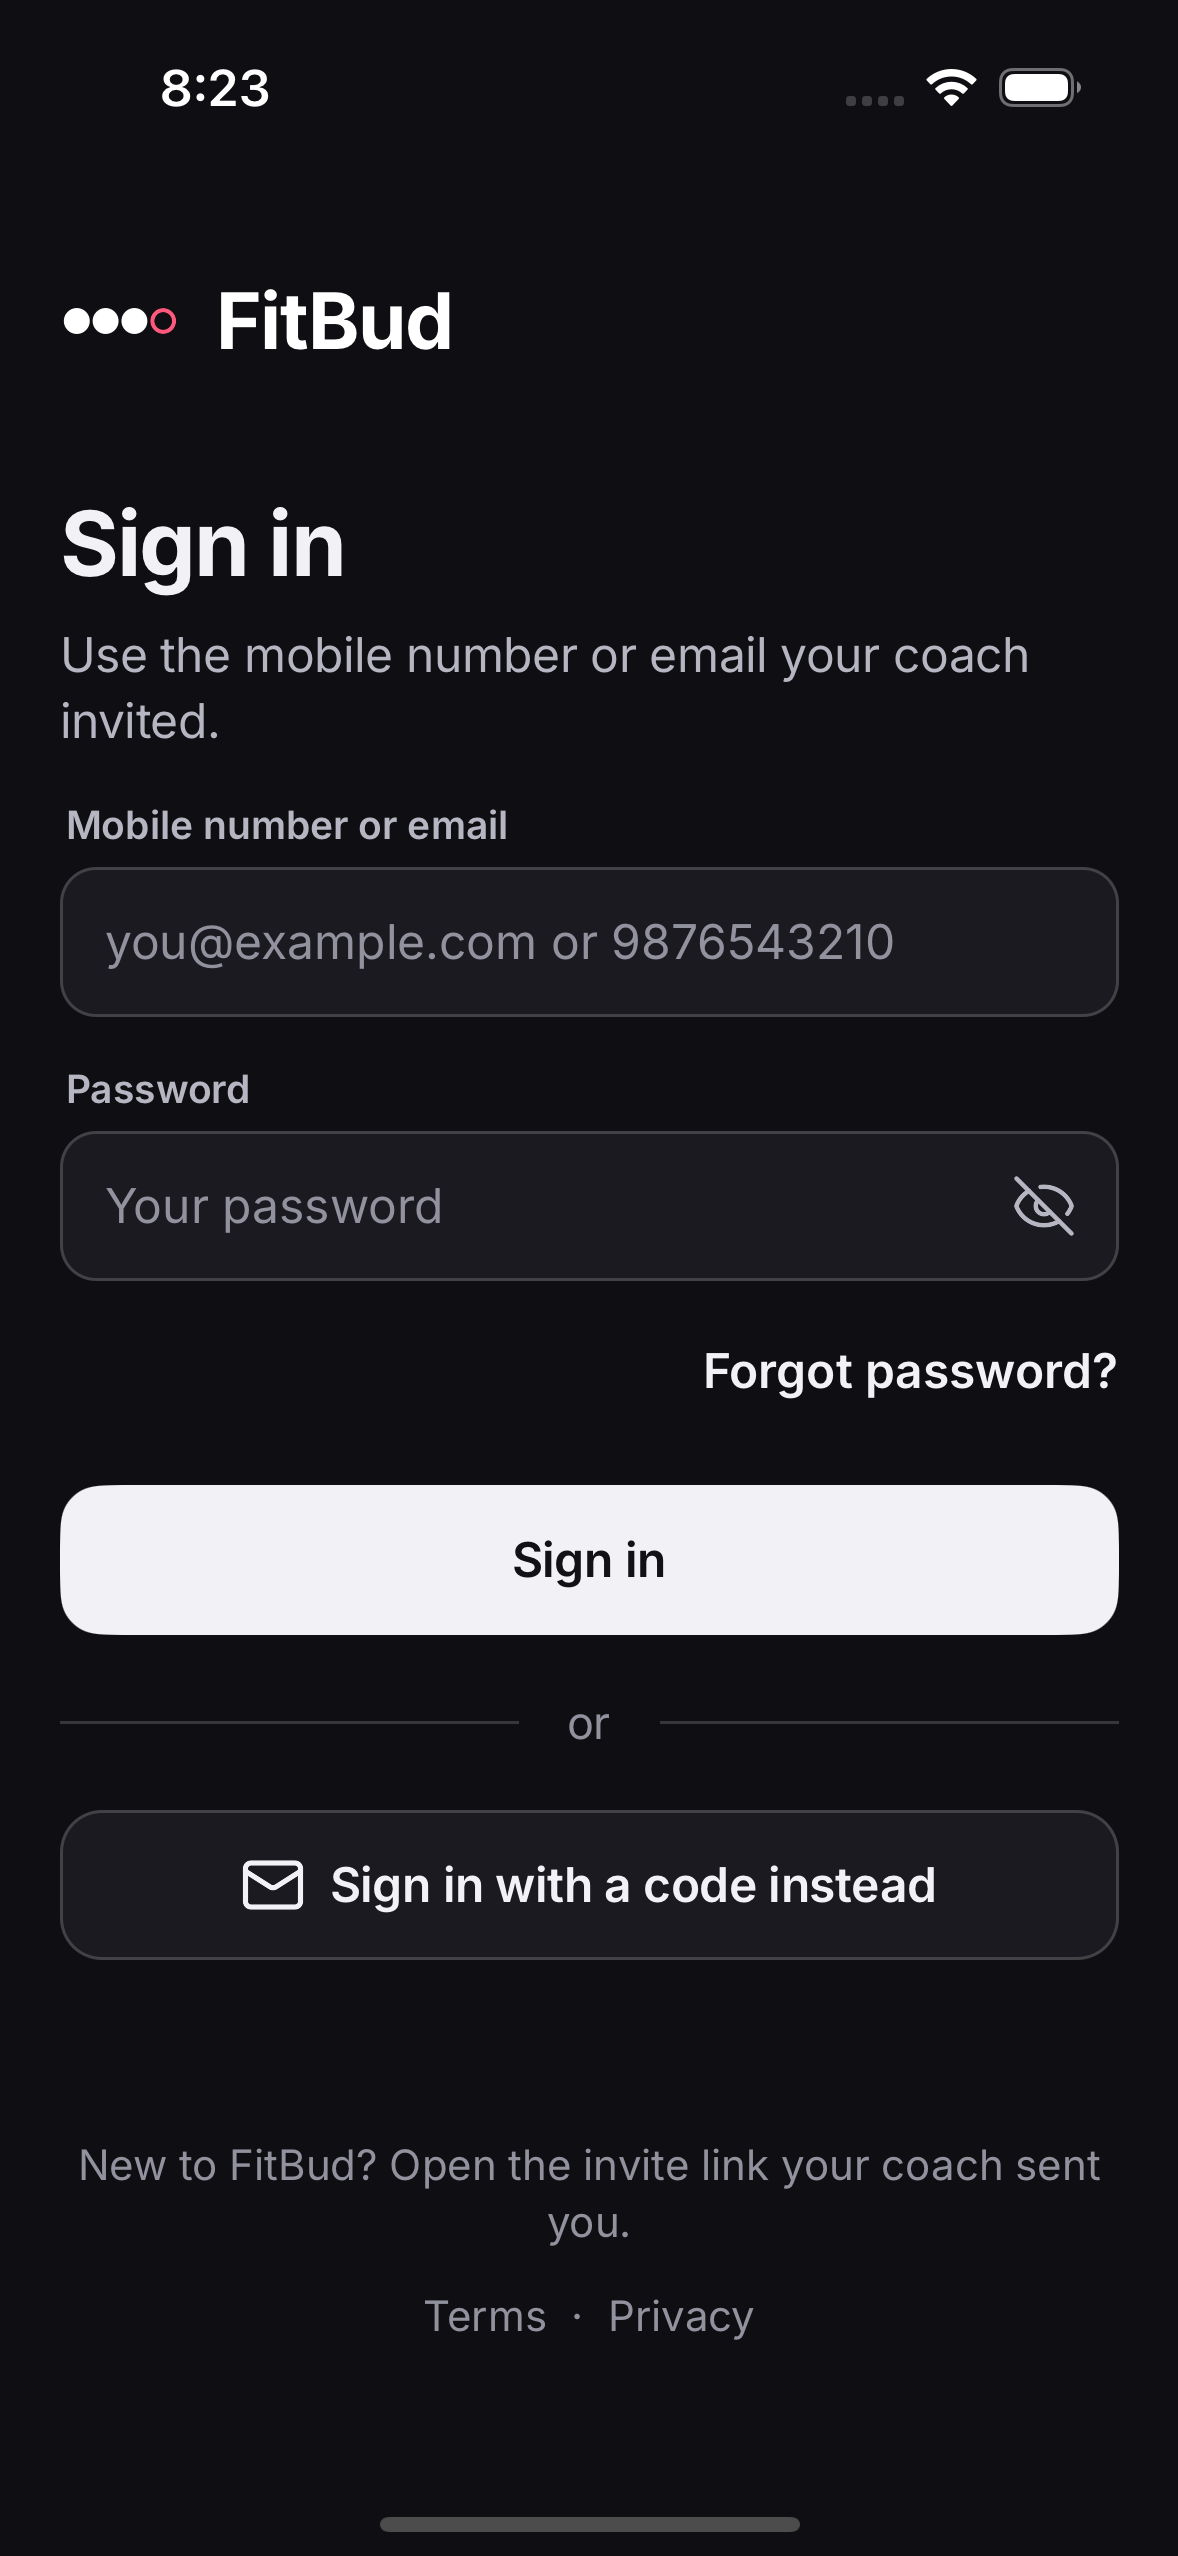 8:23
FitBud
Sign in
Use the mobile number or email your coach
invited.
Mobile number or email
you@example.com or 9876543210
Password
Your password
Forgot password?
Sign in
or
Sign in with a code instead
New to FitBud? Open the invite link your coach sent
you.
Terms · Privacy